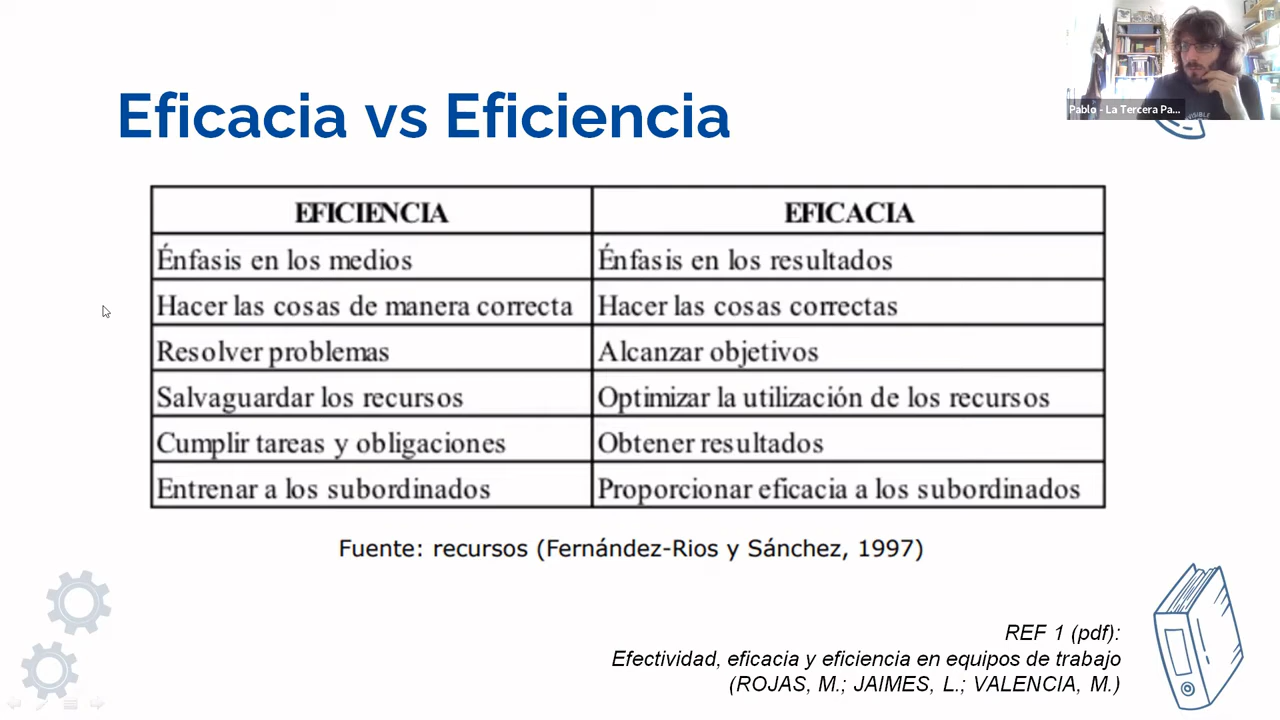 Eficacia vs Eficiencia
Pablo - La Tercera Pa...
EFICIENCIA EFICACIA
Énfasis en los medios Énfasis en los resultados
Hacer las cosas de manera correcta Hacer las cosas correctas
Resolver problemas Alcanzar objetivos
Salvaguardar los recursos Optimizar la utilización de los recursos
Cumplir tareas y obligaciones Obtener resultados
Entrenar a los subordinados Proporcionar eficacia a los subordinados
Fuente: recursos (Fernández-Rios y Sánchez, 1997)
REF 1 (pdf):
Efectividad, eficacia y eficiencia en equipos de trabajo
(ROJAS, M.; JAIMES, L.; VALENCIA, M.)